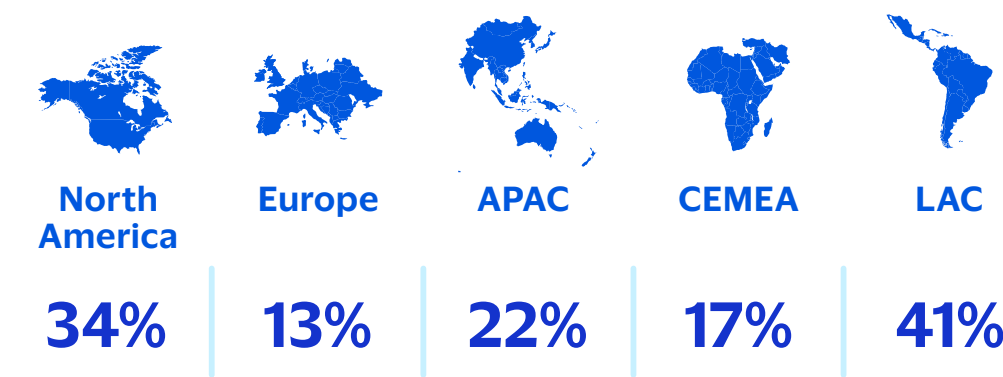 North
America
Europe
APAC
CEMEA
LAC
34%
13%
22%
17%
41%